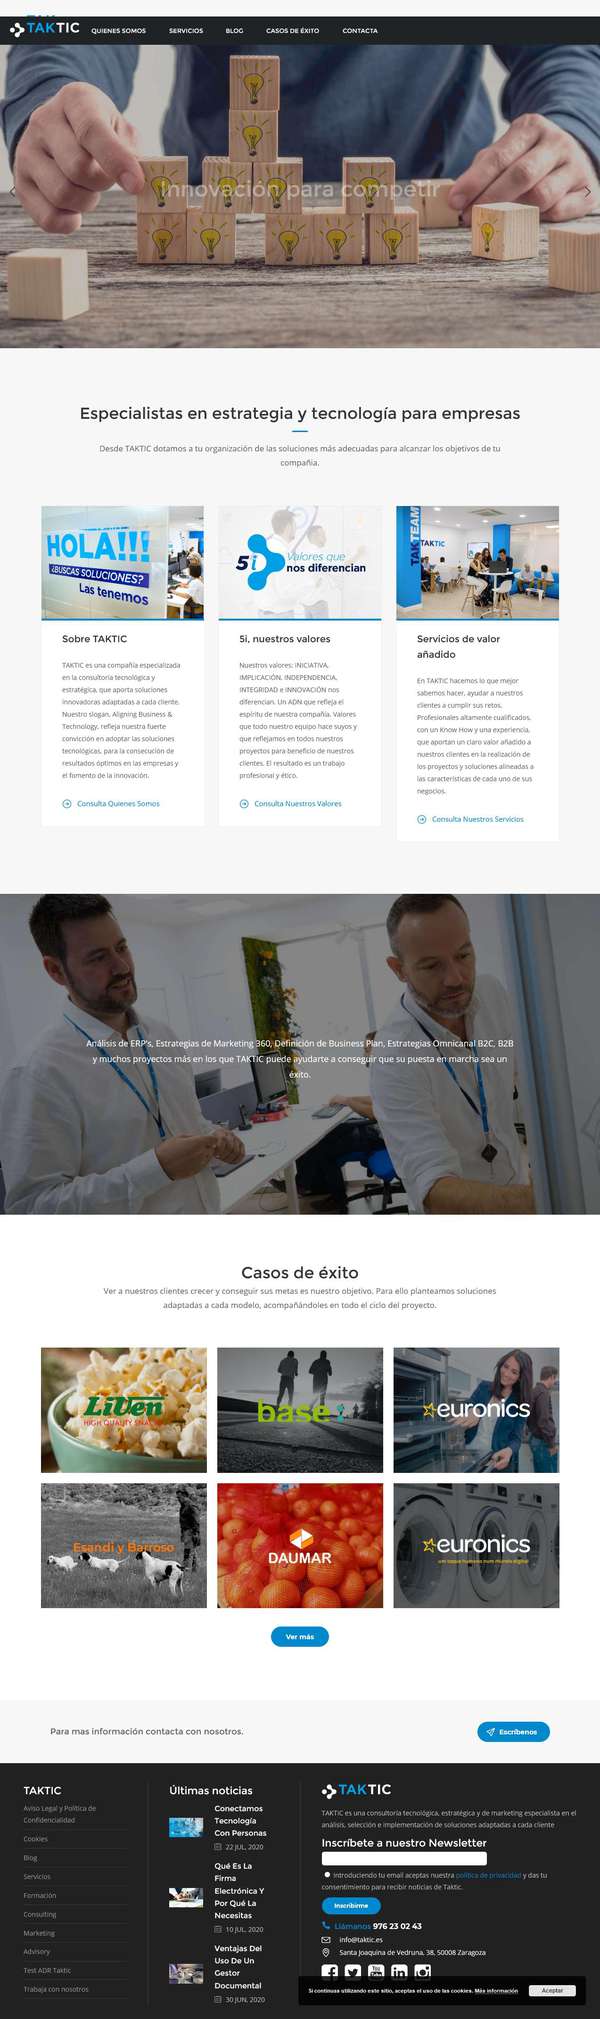 TAKTIC
QUIENES SOMOS
SERVICIOS
BLOG
CASOS DE ÉXITO
CONTACTA
Innovación para competir
Especialistas en estrategia y tecnología para empresas
Desde TAKTIC dotamos a tu organización de las soluciones más adecuadas para alcanzar los objetivos de tu
compañía.
HOLA!!!
¿BUSCAS SOLUCIONES?
Las tenemos
5i Valores que
nos diferencian
TAKTEAM
TAKTIC
Sobre TAKTIC
TAKTIC es una compañía especializada
en la consultoría tecnológica y
estratégica, que aporta soluciones
innovadoras adaptadas a cada cliente.
Nuestro slogan, Aligning Business &
Technology, refleja nuestra fuerte
convicción en adoptar las soluciones
tecnológicas, para la consecución de
resultados óptimos en las empresas y
el fomento de la innovación.
Consulta Quienes Somos
5i, nuestros valores
Nuestros valores: INICIATIVA,
IMPLICACIÓN, INDEPENDENCIA,
INTEGRIDAD e INNOVACIÓN nos
diferencian. Un ADN que refleja el
espíritu de nuestra compañía. Valores
que todo nuestro equipo hace suyos y
que reflejamos en todos nuestros
proyectos para beneficio de nuestros
clientes. El resultado es un trabajo
profesional y ético.
Consulta Nuestros Valores
Servicios de valor
añadido
En TAKTIC hacemos lo que mejor
sabemos hacer, ayudar a nuestros
clientes a cumplir sus retos.
Profesionales altamente cualificados,
con un Know How y una experiencia,
que aportan un claro valor añadido a
nuestros clientes en la realización de
los proyectos y soluciones alineadas a
las características de cada uno de sus
negocios.
Consulta Nuestros Servicios
Análisis de ERP's, Estrategias de Marketing 360, Definición de Business Plan, Estrategias Omnicanal B2C, B2B
y muchos proyectos más en los que TAKTIC puede ayudarte a conseguir que su puesta en marcha sea un
éxito.
Casos de éxito
Ver a nuestros clientes crecer y conseguir sus metas es nuestro objetivo. Para ello planteamos soluciones
adaptadas a cada modelo, acompañándoles en todo el ciclo del proyecto.
Liven
HIGH QUALITY SNACKS
base:
euronics
Esandi y Barroso
DAUMAR
euronics
um toque humano num mundo digital
Ver más
Para mas información contacta con nosotros.
Escríbenos
TAKTIC
Aviso Legal y Política de
Confidencialidad
Cookies
Blog
Servicios
Formación
Consulting
Marketing
Advisory
Test ADR Taktic
Trabaja con nosotros
Últimas noticias
Conectamos
Tecnología
Con Personas
22 JUL, 2020
Qué Es La
Firma
Electrónica Y
Por Qué La
Necesitas
10 JUL, 2020
Ventajas Del
Uso De Un
Gestor
Documental
30 JUN, 2020
TAKTIC
TAKTIC es una consultoría tecnológica, estratégica y de marketing especialista en el
análisis, selección e implementación de soluciones adaptadas a cada cliente
Inscríbete a nuestro Newsletter
Introduciendo tu email aceptas nuestra política de privacidad y das tu
consentimiento para recibir noticias de Taktic.
Inscribirme
Llámanos 976 23 02 43
info@taktic.es
Santa Joaquina de Vedruna, 38, 50008 Zaragoza
You Tube
Si continuas utilizando este sitio, aceptas el uso de las cookies. Más información
Aceptar